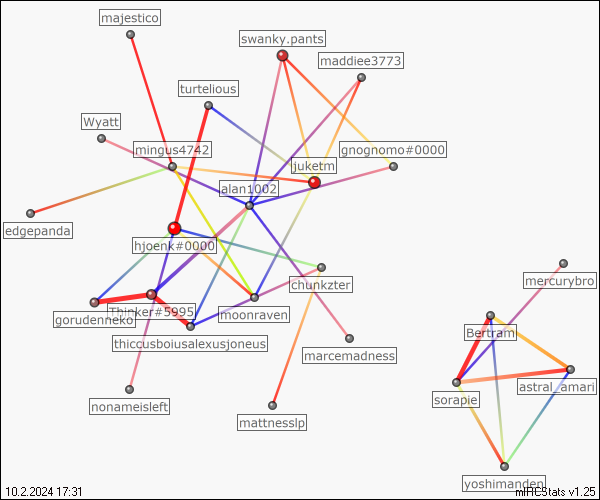 majestico
swanky.pants
maddiee3773
turtelious
Wyatt
mingus4742
gnognomo#0000
juketm
alan1002
edgepanda
hjoenk#0000
mercurybro
chunkzter
Thinker#5995
gorudenneko
moonraven
Bertram
thiccusboiusalexusjoneus
marcemadness
astral_amari
sorapie
nonameisleft
mattnesslp
yoshimanden
10.2.2024 17:31
mIRCStats v1.25